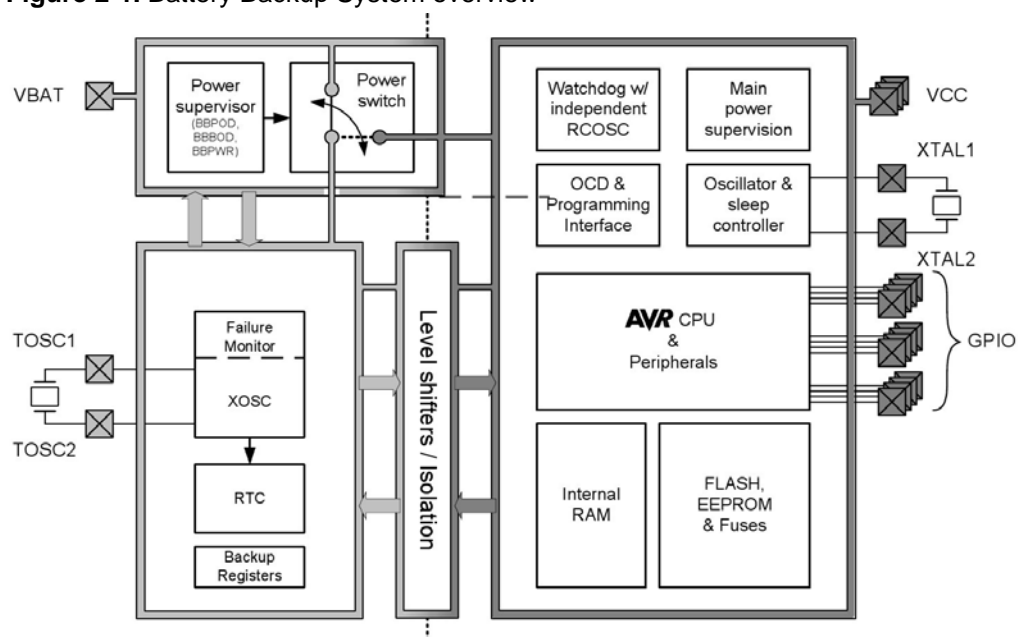 Figure 2-1. Battery Backup System overview
VBAT
Power
supervisor
(BBPOD,
BBBOD,
BBPWR)
Power
switch
Watchdog w/
independent
RCOSC
Main
power
supervision
VCC
XTAL1
OCD &
Programming
Interface
Oscillator &
sleep
controller
XTAL2
TOSC1
TOSC2
Failure
Monitor
XOSC
RTC
Backup
Registers
Level shifters / Isolation
AVR CPU
&
Peripherals
GPIO
Internal
RAM
FLASH,
EEPROM
& Fuses